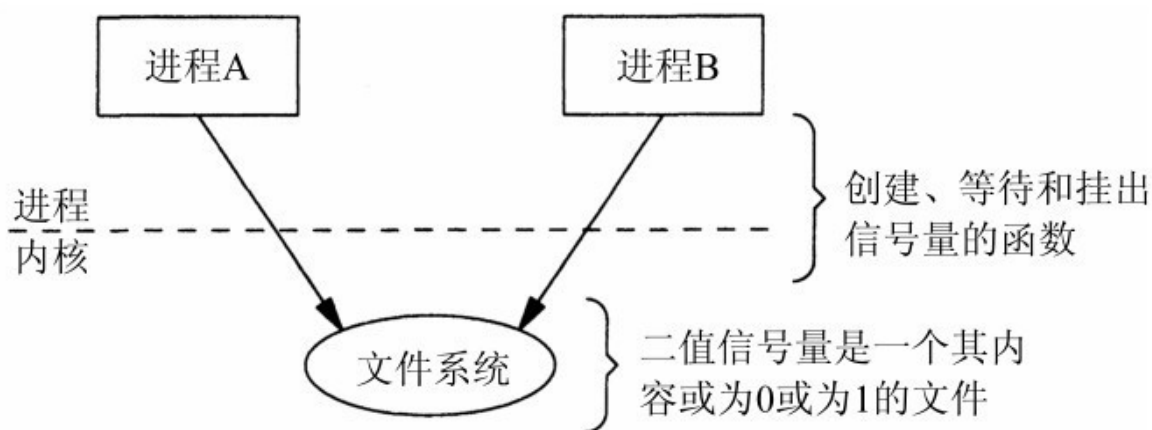 进程A
进程B
创建、等待和挂出
信号量的函数
进程
内核
文件系统
二值信号量是一个其内
容或为0或为1的文件